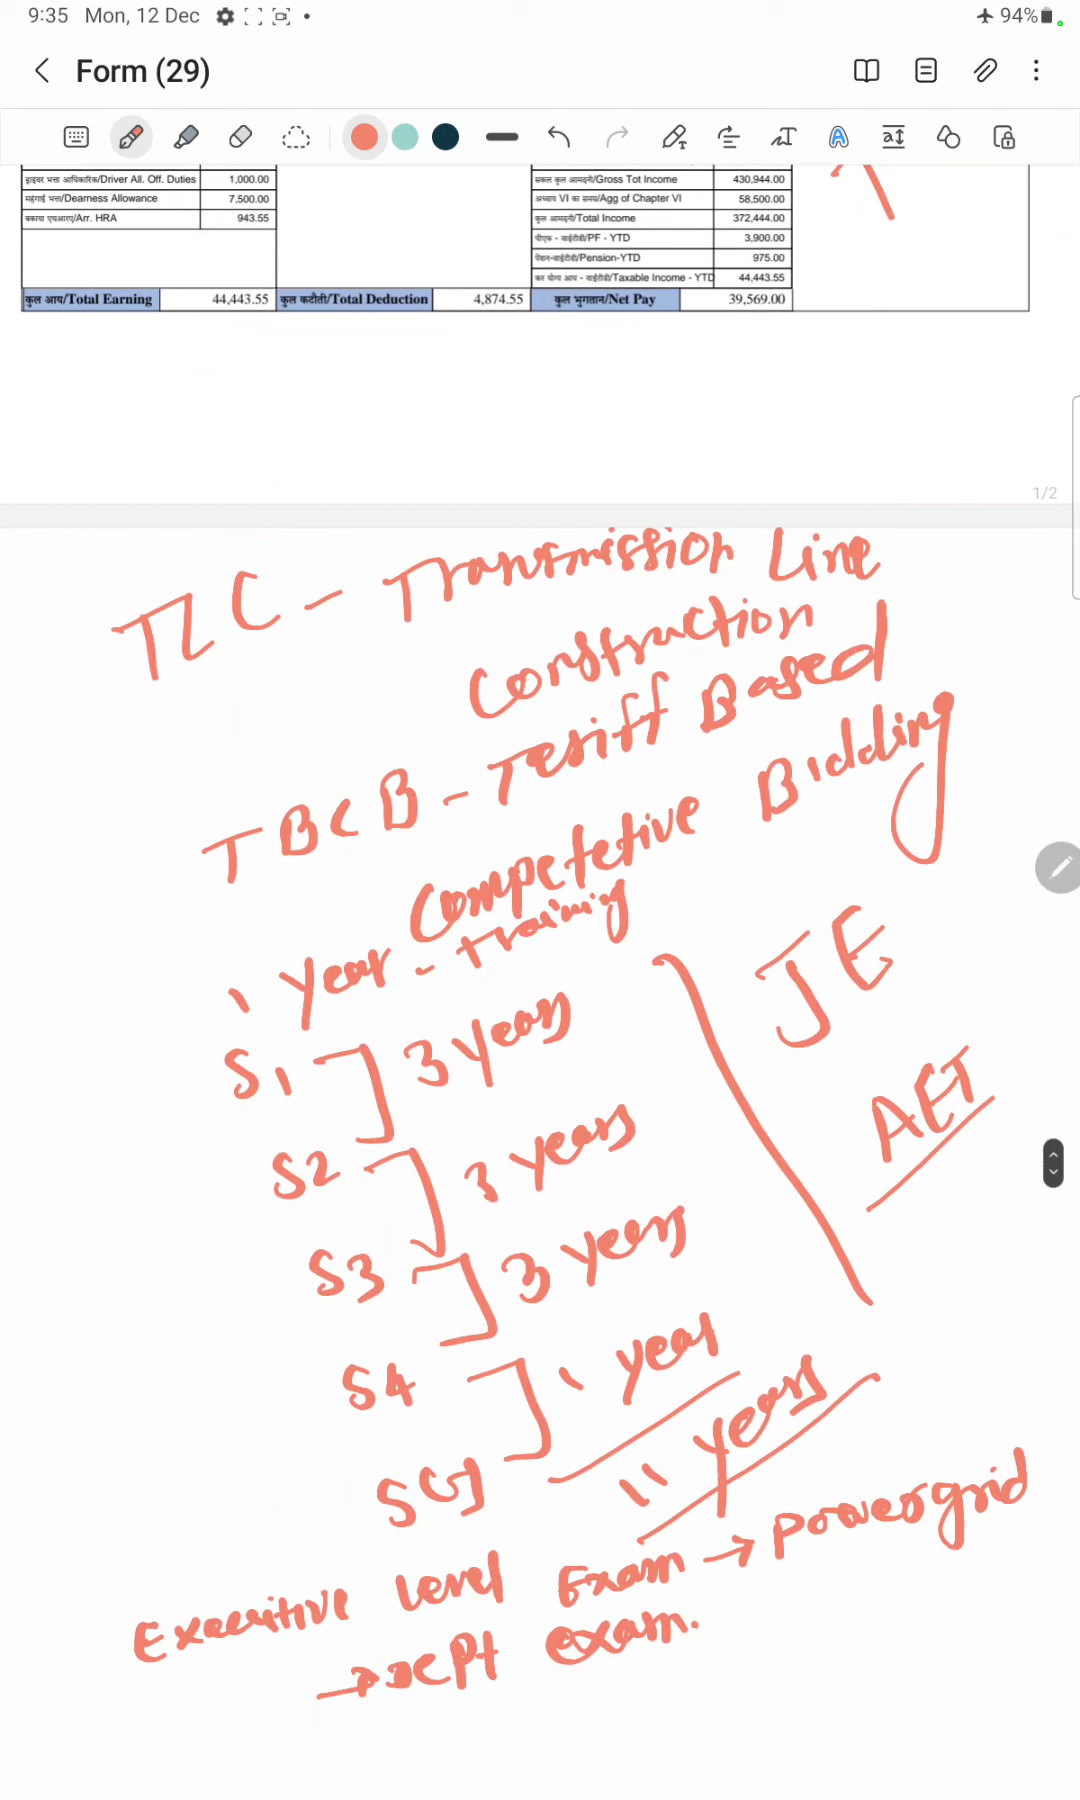 9:35 Mon, 12 Dec
94%
Form (29)
ड्राइवर भत्ता आधिकारिक/Driver All. Off. Duties 1,000.00
महंगाई भत्ता/Dearness Allowance 7,500.00
बकाया एचआरए/Arr. HRA 943.55
सकल कुल आमदनी/Gross Tot Income 430,944.00
अध्याय VI का समग्र/Agg of Chapter VI 58,500.00
कुल आमदनी/Total Income 372,444.00
पीएफ - वाईटीडी/PF - YTD 3,900.00
पेंशन-वाईटीडी/Pension-YTD 975.00
कर योग्य आय - वाईटीडी/Taxable Income - YTD 44,443.55
कुल आय/Total Earning 44,443.55 कुल कटौती/Total Deduction 4,874.55 कुल भुगतान/Net Pay 39,569.00
1/2
TLC - Transmission Line
Construction
TBCB - Teriff Based
Competetive Bidding
1 year - training
S1 3 years
JE
AET
S2 3 years
S3 3 years
S4 1 year
S5 11 years
Executive level Exam → powergrid
→ sept exam.